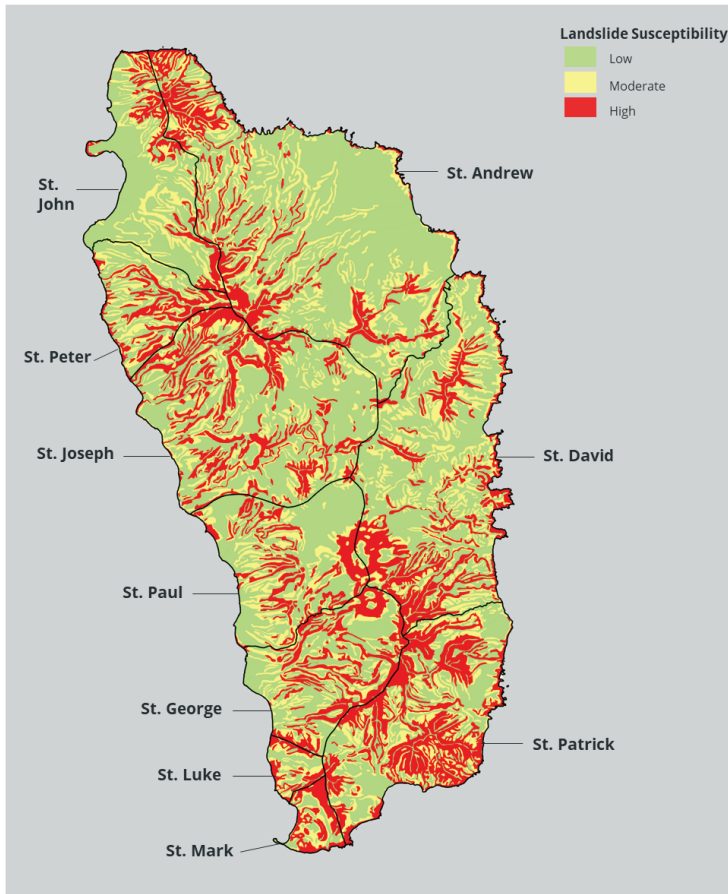 Landslide Susceptibility
Low
Moderate
High
St. Andrew
St.
John
St. Peter
St. Joseph
St. David
St. Paul
St. George
St. Patrick
St. Luke
St. Mark